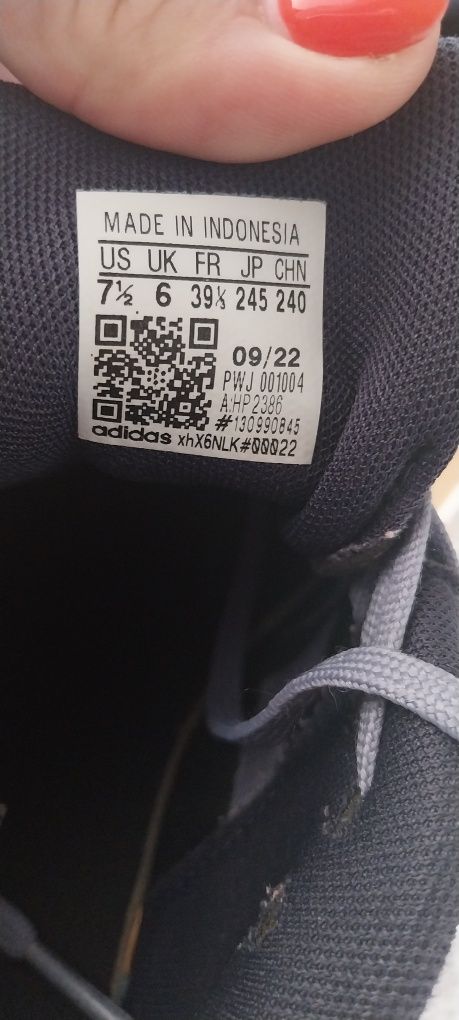 MADE IN INDONESIA
US UK FR JP CHN
7½ 6 39⅓ 245 240
09/22
PWJ 001004
A:HP2386
#130990845
adidas xhX6NLK#00022